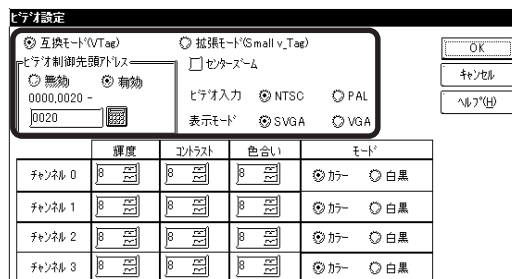 ビデオ設定
互換モード(VTag)
拡張モード(Small v_Tag)
OK
ビデオ制御先頭アドレス
センターズーム
無効 有効
キャンセル
0000,0020 -
ビデオ入力 NTSC PAL
ヘルプ(H)
0020
表示モード SVGA VGA
輝度 コントラスト 色合い モード
チャンネル 0 8 8 8 カラー 白黒
チャンネル 1 8 8 8 カラー 白黒
チャンネル 2 8 8 8 カラー 白黒
チャンネル 3 8 8 8 カラー 白黒